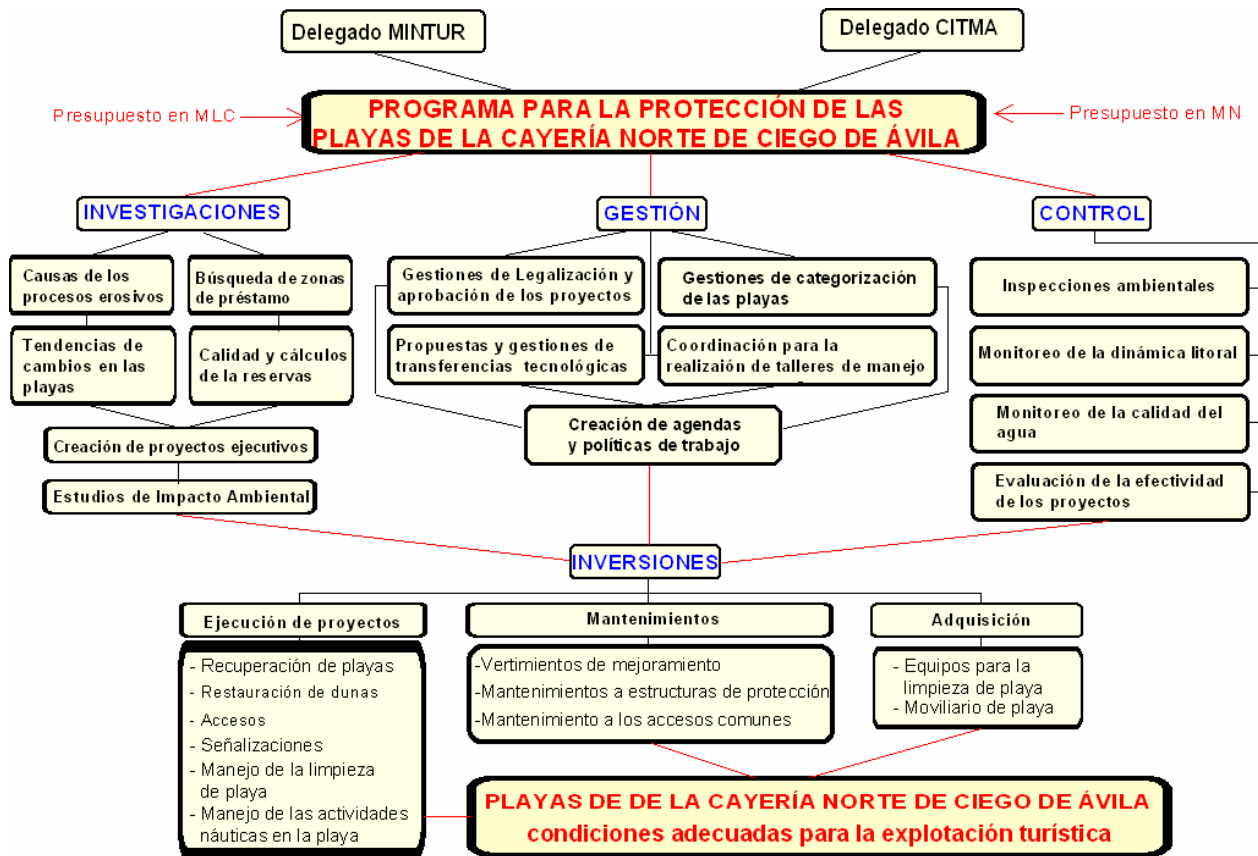 Delegado MINTUR
Delegado CITMA
Presupuesto en MLC
PROGRAMA PARA LA PROTECCIÓN DE LAS
PLAYAS DE LA CAYERÍA NORTE DE CIEGO DE ÁVILA
Presupuesto en MN
INVESTIGACIONES
GESTIÓN
CONTROL
Causas de los
procesos erosivos
Búsqueda de zonas
de préstamo
Tendencias de
cambios en las
playas
Calidad y cálculos
de la reservas
Creación de proyectos ejecutivos
Estudios de Impacto Ambiental
Gestiones de Legalización y
aprobación de los proyectos
Gestiones de categorización
de las playas
Propuestas y gestiones de
transferencias tecnológicas
Coordinación para la
realizaión de talleres de manejo
Creación de agendas
y políticas de trabajo
Inspecciones ambientales
Monitoreo de la dinámica litoral
Monitoreo de la calidad del
agua
Evaluación de la efectividad
de los proyectos
INVERSIONES
Ejecución de proyectos
- Recuperación de playas
- Restauración de dunas
- Accesos
- Señalizaciones
- Manejo de la limpieza
de playa
- Manejo de las actividades
náuticas en la playa
Mantenimientos
-Vertimientos de mejoramiento
-Mantenimientos a estructuras de protección
-Mantenimiento a los accesos comunes
Adquisición
- Equipos para la
limpieza de playa
- Moviliario de playa
PLAYAS DE DE LA CAYERÍA NORTE DE CIEGO DE ÁVILA
condiciones adecuadas para la explotación turística